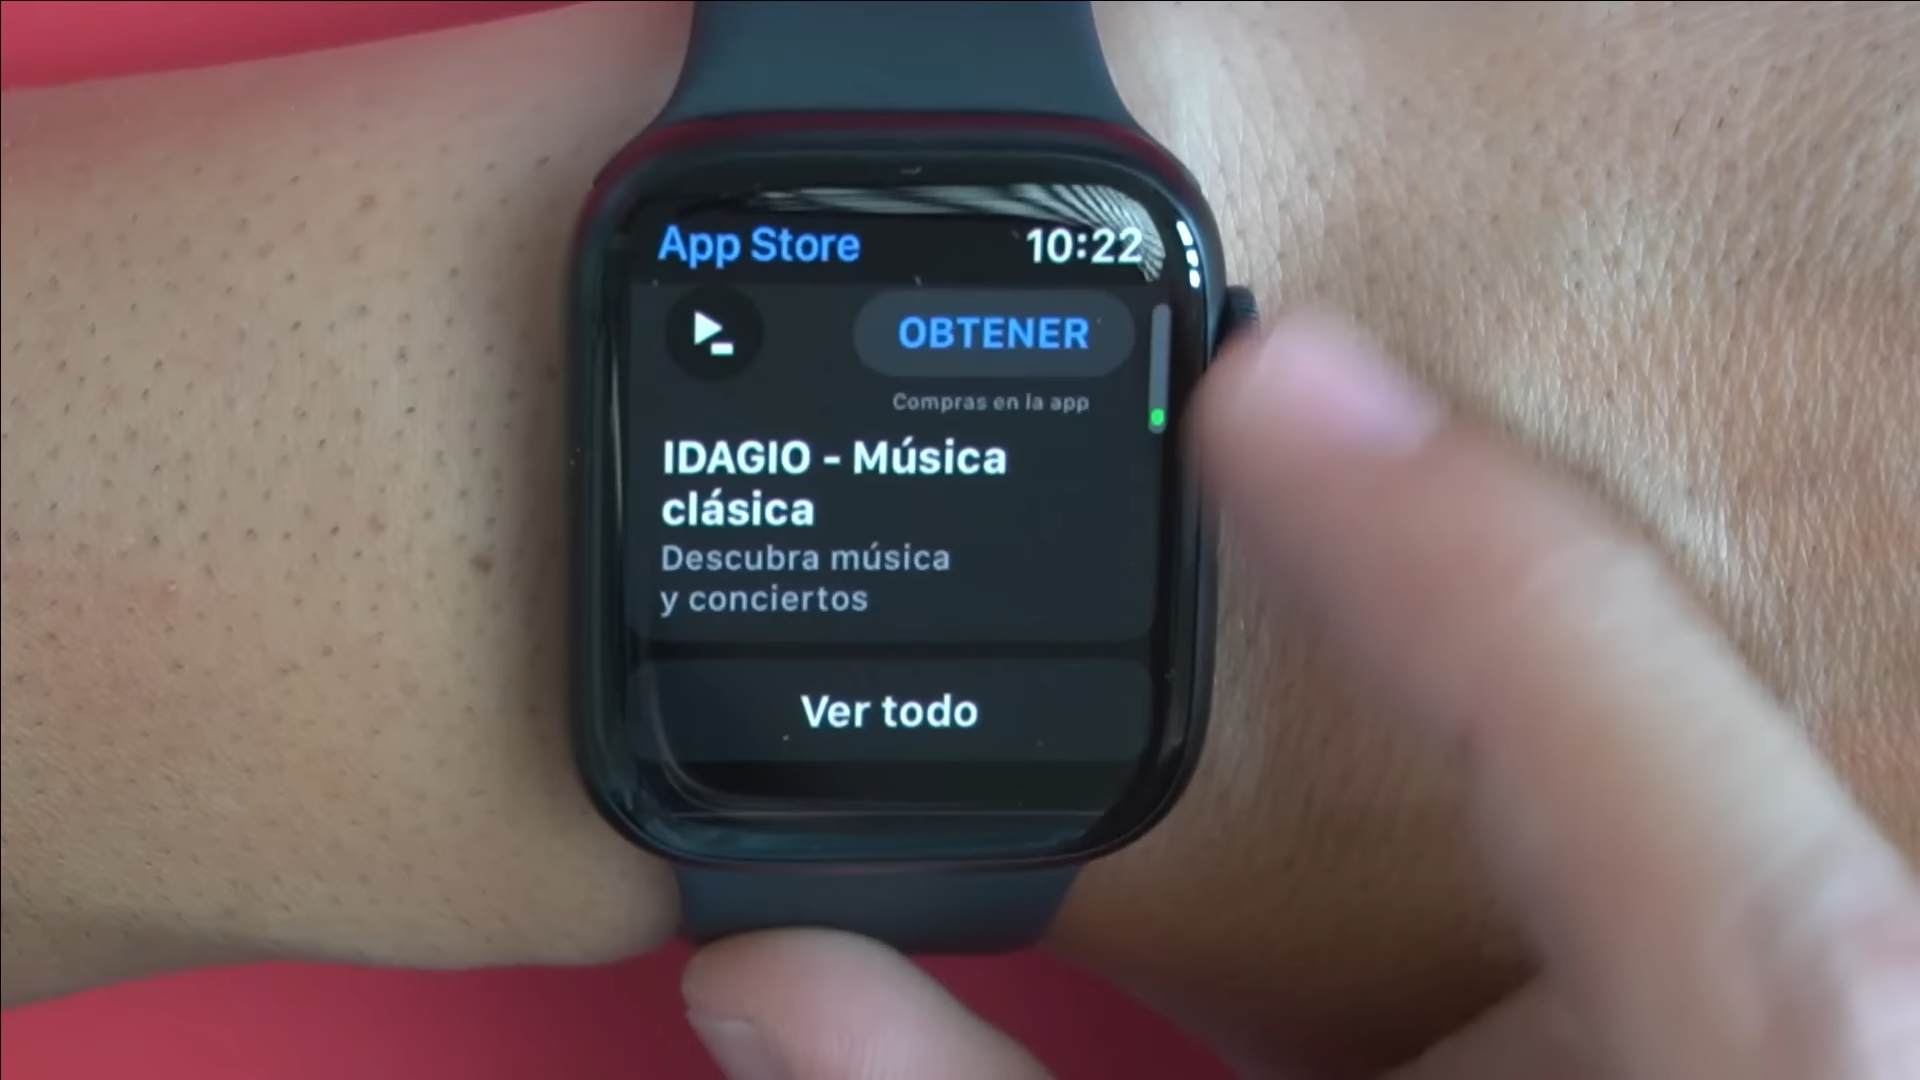 App Store 10:22
OBTENER
Compras en la app
IDAGIO - Música
clásica
Descubra música
y conciertos
Ver todo